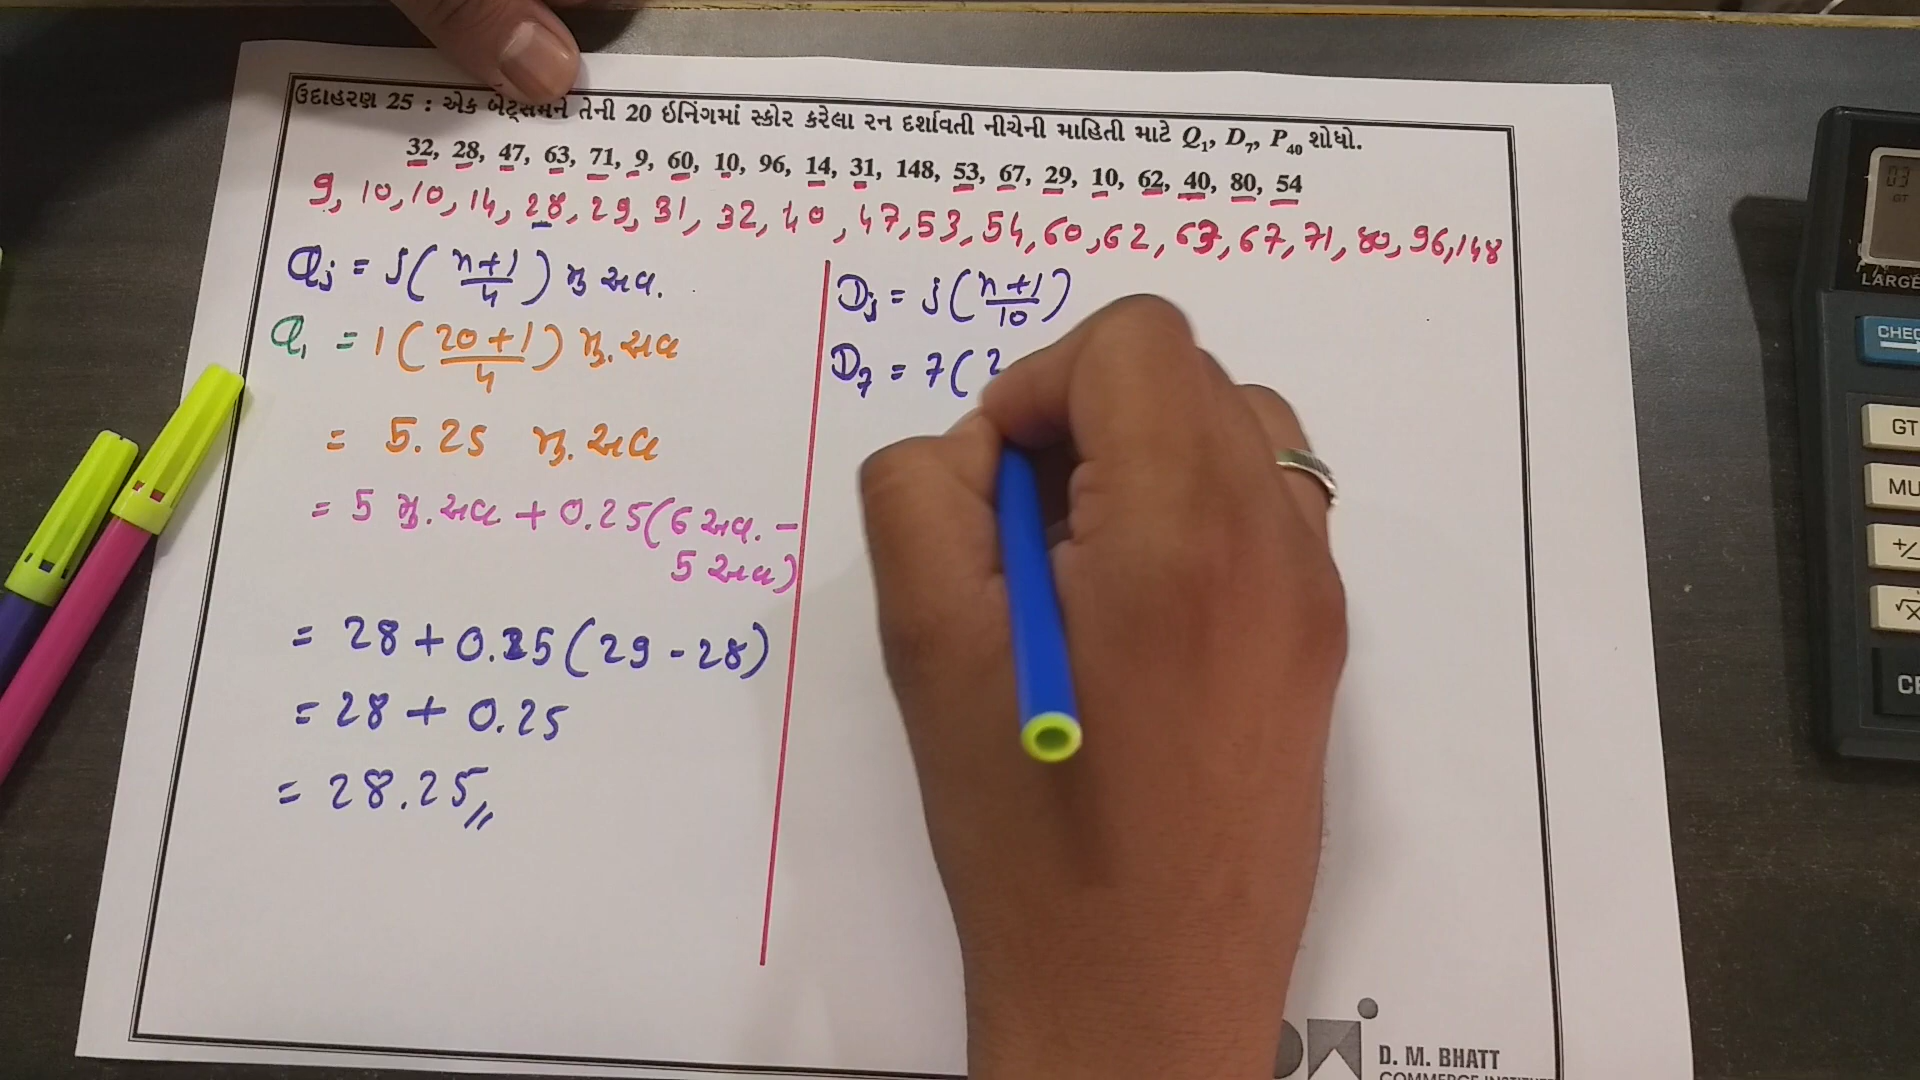 ઉદાહરણ 25 : એક બેટ્સમેને તેની 20 ઈનિંગમાં સ્કોર કરેલા રન દર્શાવતી નીચેની માહિતી માટે Q₁, D₇, P₄₀ શોધો.
32, 28, 47, 63, 71, 9, 60, 10, 96, 14, 31, 148, 53, 67, 29, 10, 62, 40, 80, 54
9, 10, 10, 14, 28, 29, 31, 32, 40, 47, 53, 54, 60, 62, 63, 67, 71, 80, 96, 148
Qj = j(n+1/4) મુ અવ.
Q₁ = 1(20+1/4) મુ. અવ
= 5.25 મુ. અવ
= 5 મુ. અવ + 0.25(6 અવ. -
5 અવ)
= 28 + 0.25(29 - 28)
= 28 + 0.25
= 28.25
Dj = j(n+1/10)
D₇ = 7(2
GT
MU
LARGE
CHEC
+/
√X
CE
D. M. BHATT